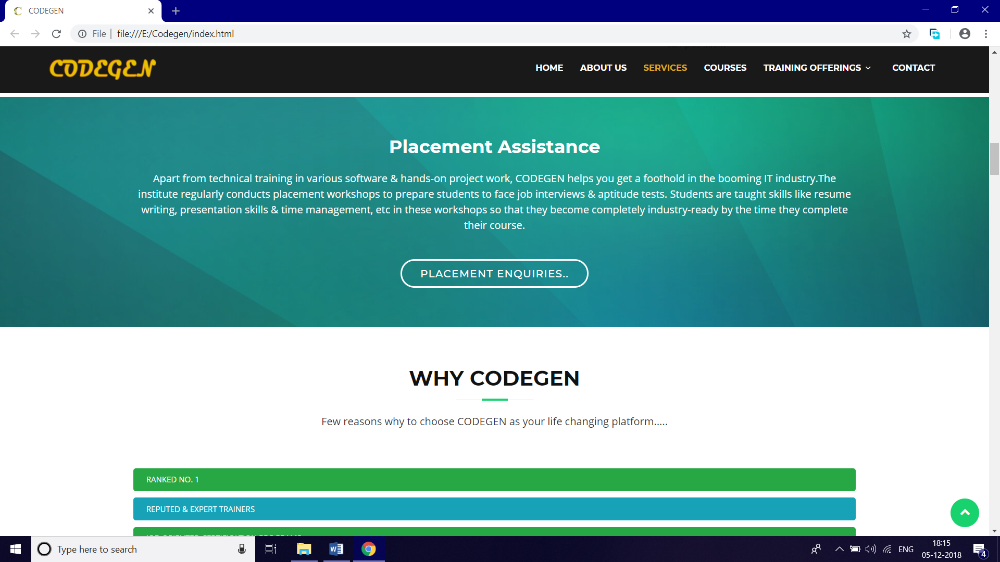 CODEGEN
File
file:///E:/Codegen/index.html
CODEGEN
HOME
ABOUT US
SERVICES
COURSES
TRAINING OFFERINGS
CONTACT
Placement Assistance
Apart from technical training in various software & hands-on project work, CODEGEN helps you get a foothold in the booming IT industry.The
institute regularly conducts placement workshops to prepare students to face job interviews & aptitude tests. Students are taught skills like resume
writing, presentation skills & time management, etc in these workshops so that they become completely industry-ready by the time they complete
their course.
PLACEMENT ENQUIRIES..
WHY CODEGEN
Few reasons why to choose CODEGEN as your life changing platform.....
RANKED NO. 1
REPUTED & EXPERT TRAINERS
Type here to search
ENG
18:15
05-12-2018
4